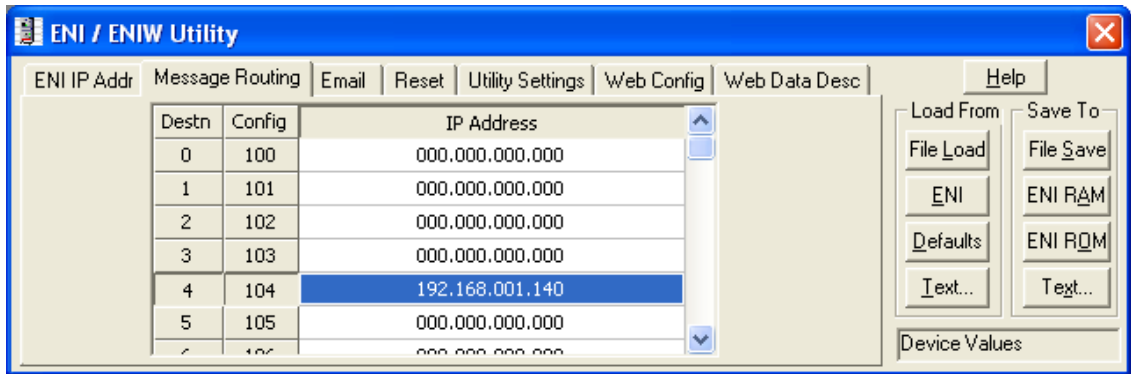 ENI / ENIW Utility
ENI IP Addr Message Routing Email Reset Utility Settings Web Config Web Data Desc Help
Destn Config IP Address Load From Save To
0 100 000.000.000.000 File Load File Save
1 101 000.000.000.000 ENI ENI RAM
2 102 000.000.000.000
3 103 000.000.000.000 Defaults ENI ROM
4 104 192.168.001.140 Text... Text...
5 105 000.000.000.000
Device Values